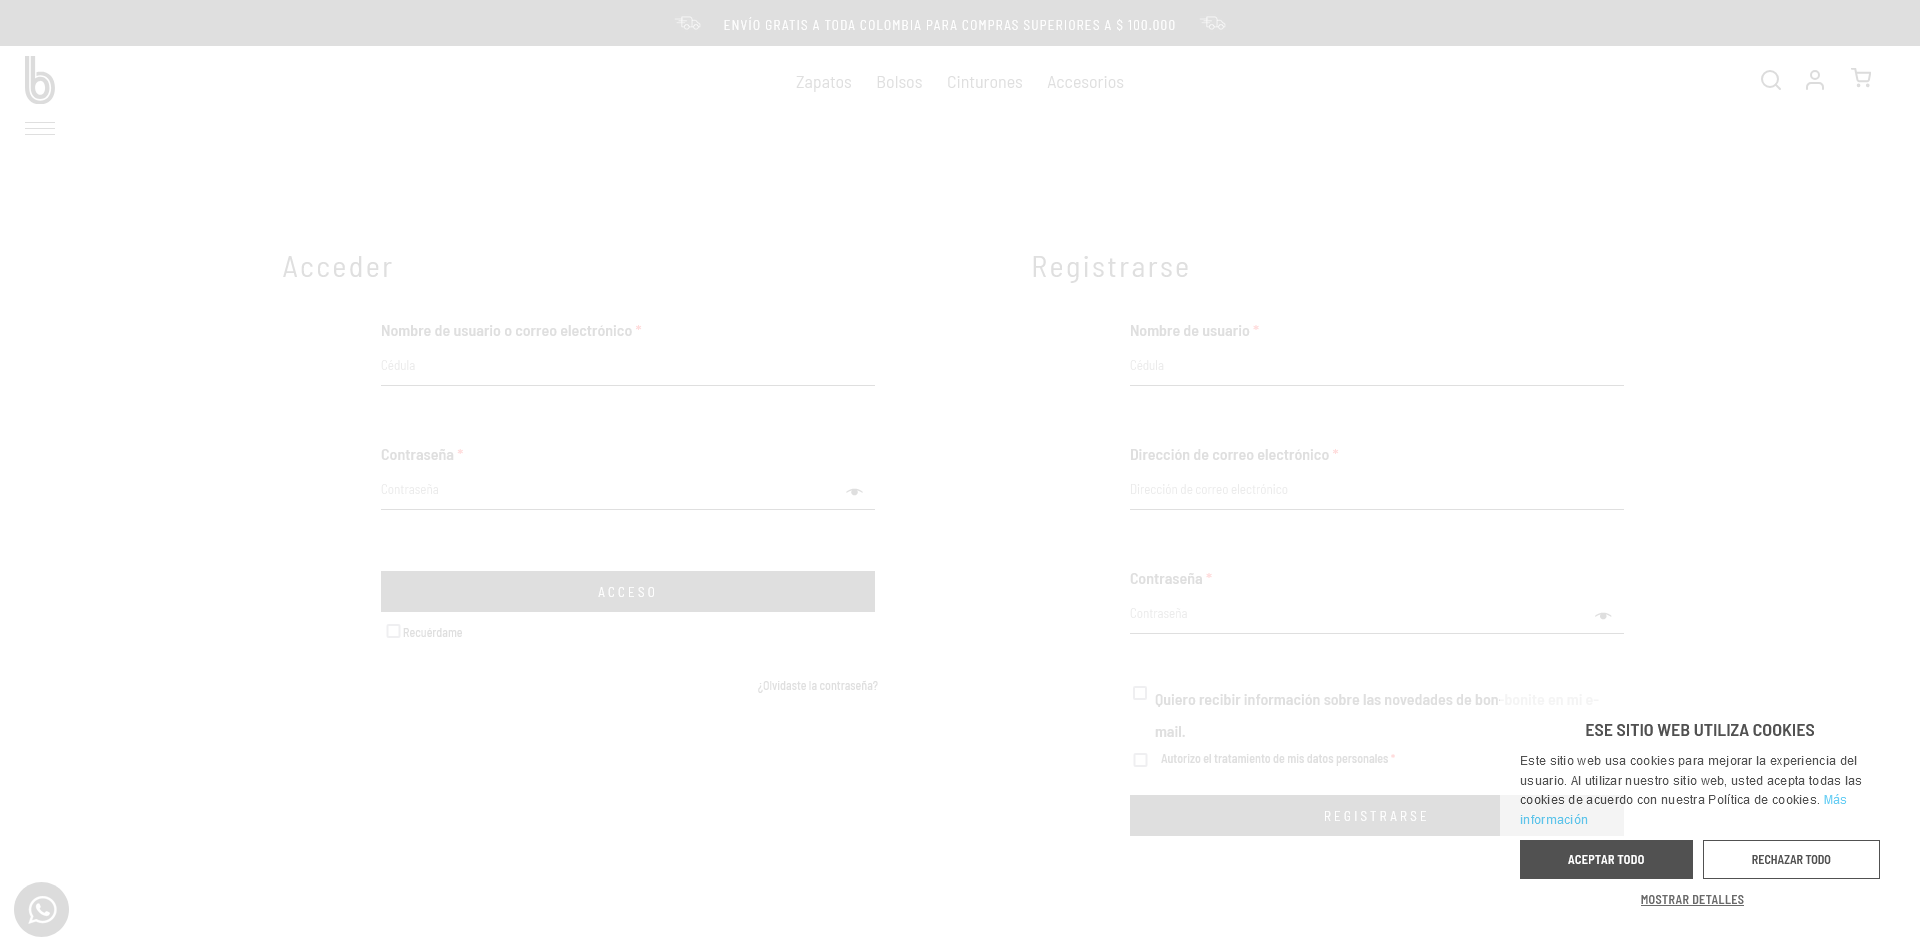 ENVÍO GRATIS A TODA COLOMBIA PARA COMPRAS SUPERIORES A $ 100.000
Zapatos Bolsos Cinturones Accesorios
Acceder
Nombre de usuario o correo electrónico *
Cédula
Contraseña *
Contraseña
ACCESO
Recuérdame
¿Olvidaste la contraseña?
Registrarse
Nombre de usuario *
Cédula
Dirección de correo electrónico *
Dirección de correo electrónico
Contraseña *
Contraseña
Quiero recibir información sobre las novedades de bon-bonite en mi e-
mail.
Autorizo el tratamiento de mis datos personales *
REGISTRARSE
ESE SITIO WEB UTILIZA COOKIES
Este sitio web usa cookies para mejorar la experiencia del
usuario. Al utilizar nuestro sitio web, usted acepta todas las
cookies de acuerdo con nuestra Política de cookies. Más
información
ACEPTAR TODO RECHAZAR TODO
MOSTRAR DETALLES